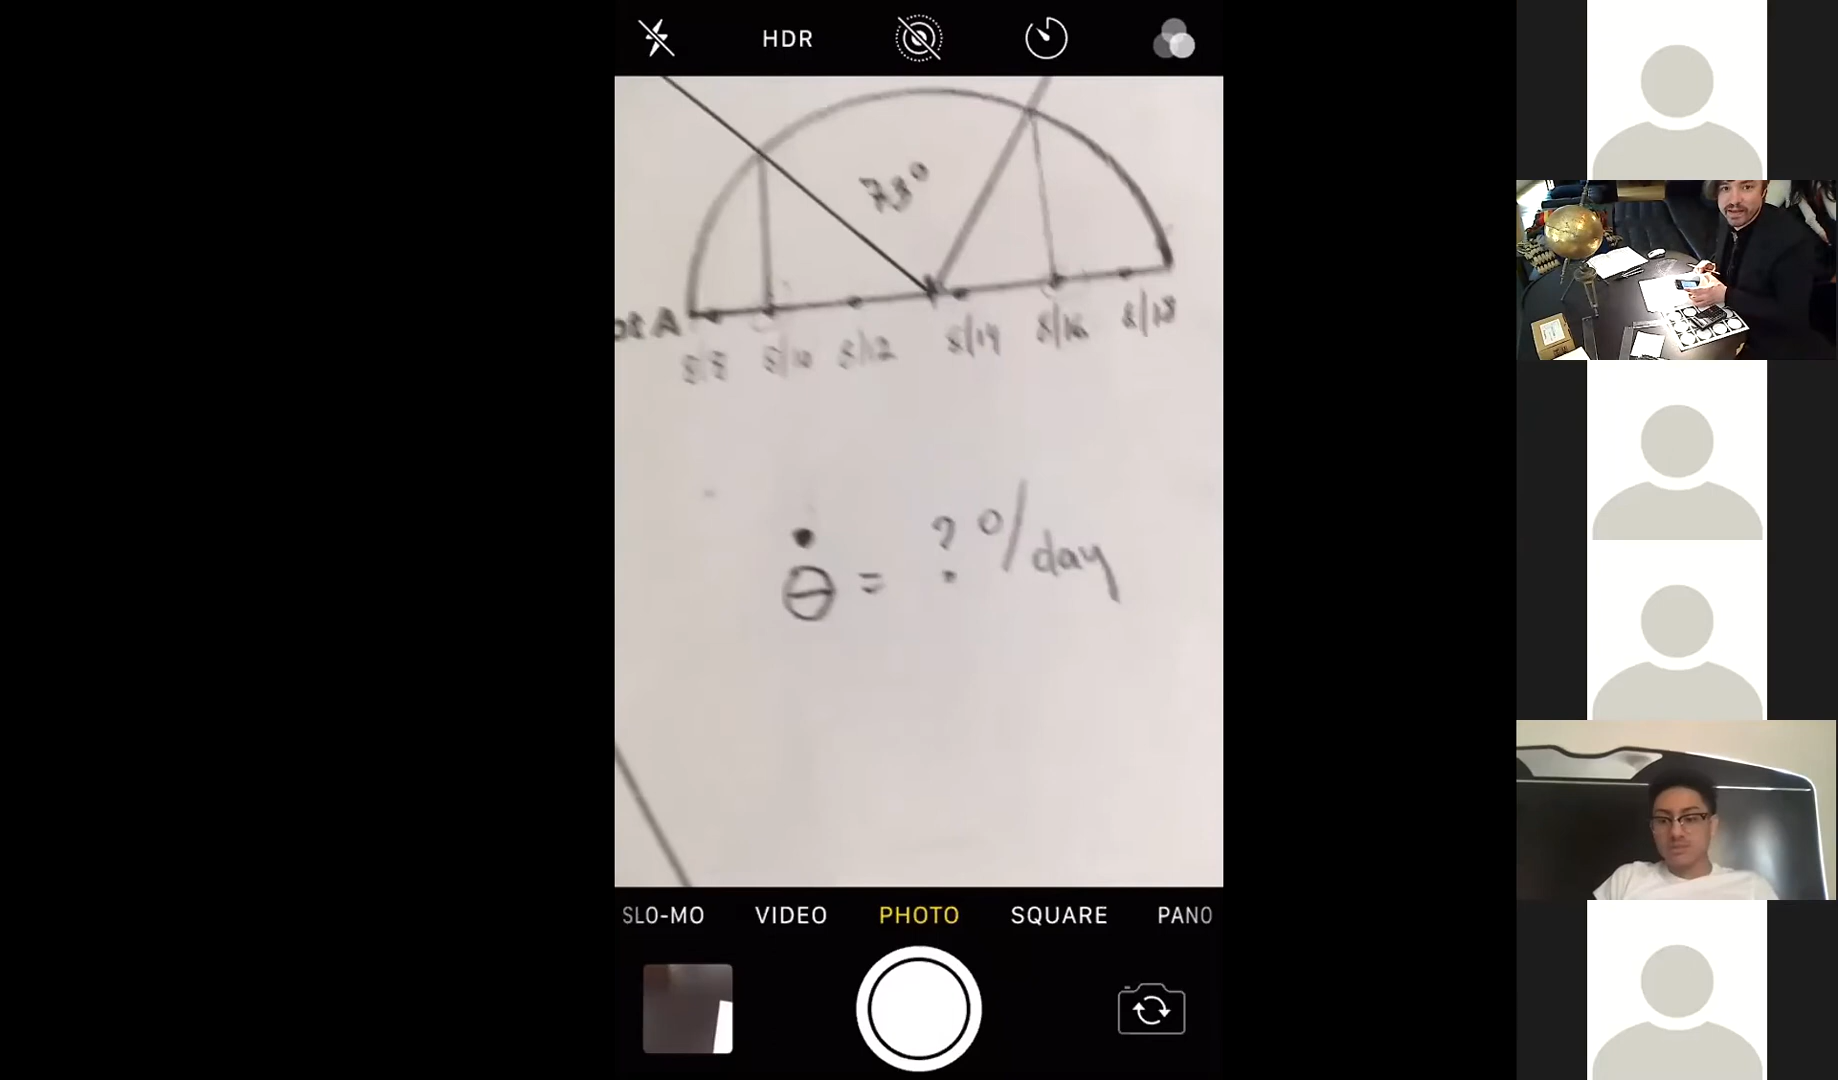 HDR
78°
ot A
8/8 8/10 8/12 8/14 8/16 8/18
θ̇ = ? °/day
SLO-MO VIDEO PHOTO SQUARE PANO